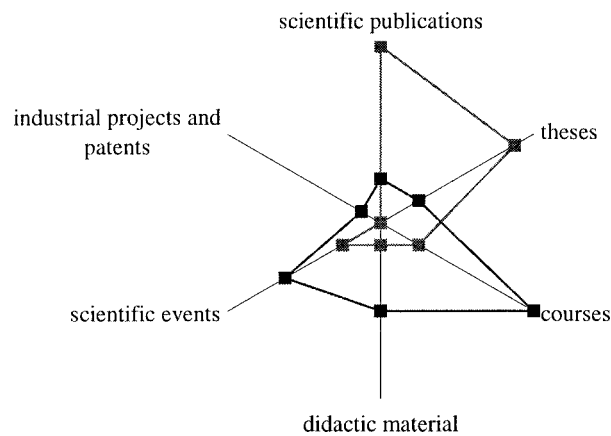 scientific publications
industrial projects and
patents
theses
scientific events
courses
didactic material